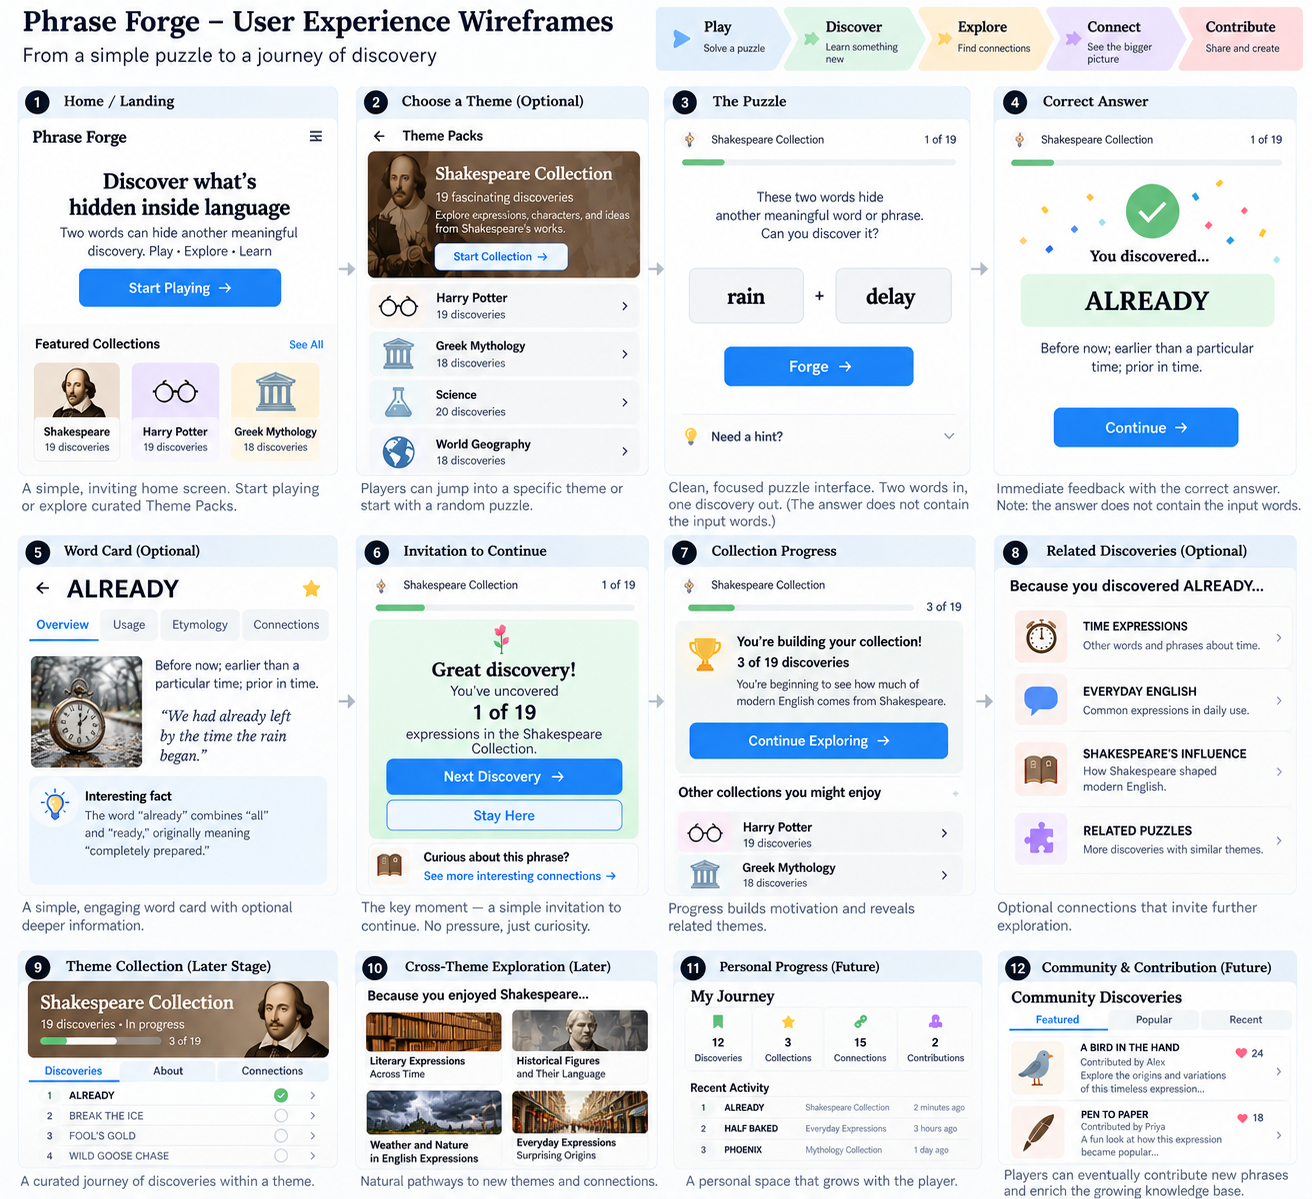 Phrase Forge – User Experience Wireframes
From a simple puzzle to a journey of discovery
Play
Solve a puzzle
Discover
Learn something
new
Explore
Find connections
Connect
See the bigger
picture
Contribute
Share and create
1 Home / Landing
Phrase Forge
Discover what's
hidden inside language
Two words can hide another meaningful
discovery. Play • Explore • Learn
Start Playing →
Featured Collections See All
Shakespeare
19 discoveries
Harry Potter
19 discoveries
Greek Mythology
18 discoveries
A simple, inviting home screen. Start playing
or explore curated Theme Packs.
2 Choose a Theme (Optional)
← Theme Packs
Shakespeare Collection
19 fascinating discoveries
Explore expressions, characters, and ideas
from Shakespeare's works.
Start Collection →
Harry Potter
19 discoveries
Greek Mythology
18 discoveries
Science
20 discoveries
World Geography
18 discoveries
Players can jump into a specific theme or
start with a random puzzle.
3 The Puzzle
Shakespeare Collection 1 of 19
These two words hide
another meaningful word or phrase.
Can you discover it?
rain + delay
Forge →
Need a hint?
Clean, focused puzzle interface. Two words in,
one discovery out. (The answer does not contain
the input words.)
4 Correct Answer
Shakespeare Collection 1 of 19
You discovered...
ALREADY
Before now; earlier than a particular
time; prior in time.
Continue →
Immediate feedback with the correct answer.
Note: the answer does not contain the input words.
5 Word Card (Optional)
← ALREADY
Overview Usage Etymology Connections
Before now; earlier than a
particular time; prior in time.
“We had already left
by the time the rain
began.”
Interesting fact
The word “already” combines “all”
and “ready,” originally meaning
“completely prepared.”
A simple, engaging word card with optional
deeper information.
6 Invitation to Continue
Shakespeare Collection 1 of 19
Great discovery!
You've uncovered
1 of 19
expressions in the Shakespeare
Collection.
Next Discovery →
Stay Here
Curious about this phrase?
See more interesting connections →
The key moment — a simple invitation to
continue. No pressure, just curiosity.
7 Collection Progress
Shakespeare Collection
3 of 19
You're building your collection!
3 of 19 discoveries
You're beginning to see how much of
modern English comes from Shakespeare.
Continue Exploring →
Other collections you might enjoy
Harry Potter
19 discoveries
Greek Mythology
18 discoveries
Progress builds motivation and reveals
related themes.
8 Related Discoveries (Optional)
Because you discovered ALREADY...
TIME EXPRESSIONS
Other words and phrases about time.
EVERYDAY ENGLISH
Common expressions in daily use.
SHAKESPEARE'S INFLUENCE
How Shakespeare shaped
modern English.
RELATED PUZZLES
More discoveries with similar themes.
Optional connections that invite further
exploration.
9 Theme Collection (Later Stage)
Shakespeare Collection
19 discoveries • In progress
3 of 19
Discoveries About Connections
1 ALREADY
2 BREAK THE ICE
3 FOOL'S GOLD
4 WILD GOOSE CHASE
A curated journey of discoveries within a theme.
10 Cross-Theme Exploration (Later)
Because you enjoyed Shakespeare...
Literary Expressions
Across Time
Historical Figures
and Their Language
Weather and Nature
in English Expressions
Everyday Expressions
Surprising Origins
Natural pathways to new themes and connections.
11 Personal Progress (Future)
My Journey
12
Discoveries
3
Collections
15
Connections
2
Contributions
Recent Activity
1 ALREADY Shakespeare Collection 2 minutes ago
2 HALF BAKED Everyday Expressions 3 hours ago
3 PHOENIX Mythology Collection 1 day ago
A personal space that grows with the player.
12 Community & Contribution (Future)
Community Discoveries
Featured Popular Recent
A BIRD IN THE HAND 24
Contributed by Alex
Explore the origins and variations
of this timeless expression...
PEN TO PAPER 18
Contributed by Priya
A fun look at how this expression
became popular...
Players can eventually contribute new phrases
and enrich the growing knowledge base.